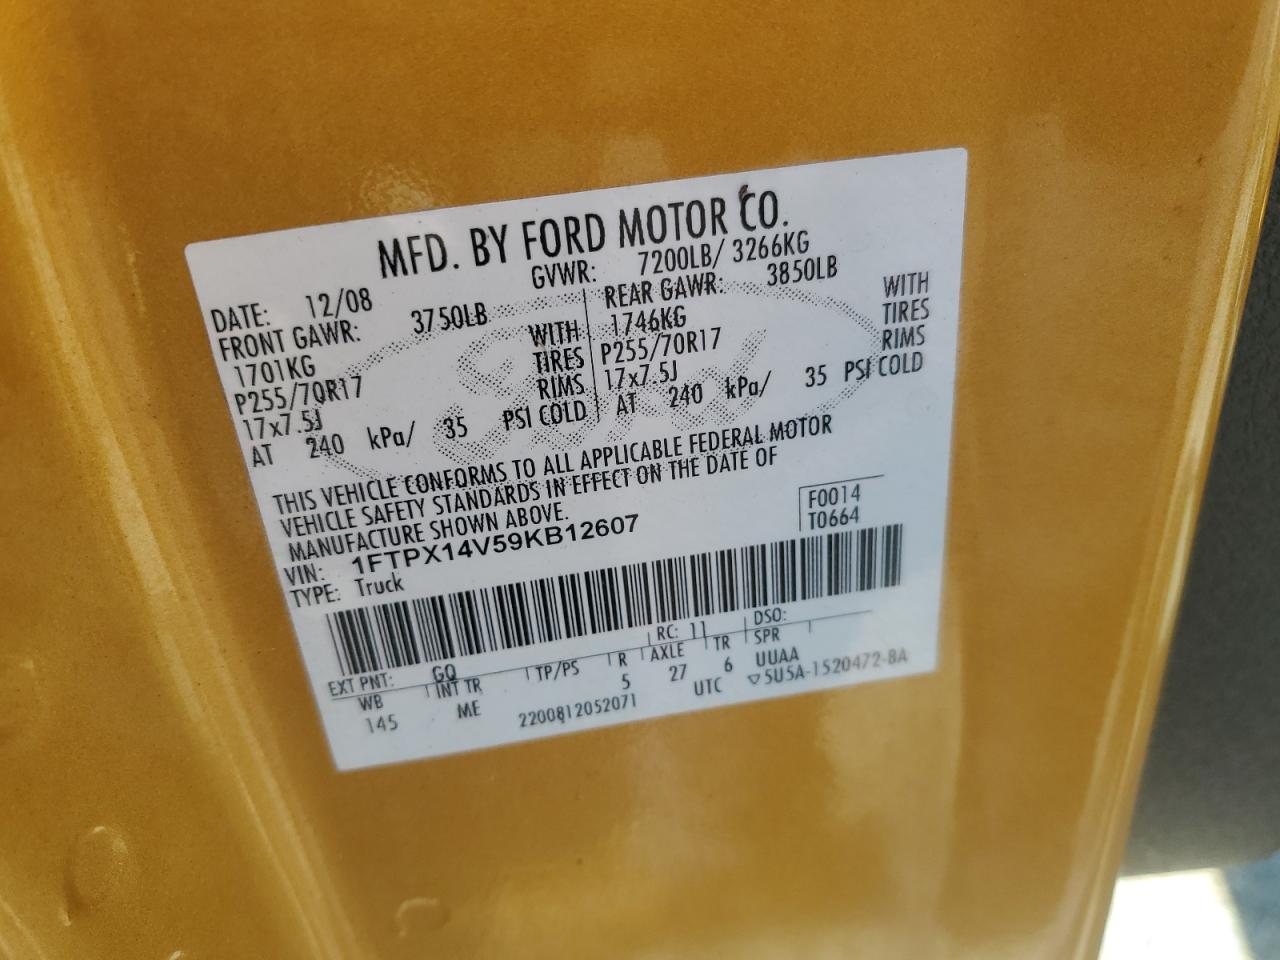 MFD. BY FORD MOTOR CO.
DATE: 12/08 GVWR: 7200LB/ 3266KG
FRONT GAWR: 3750LB REAR GAWR: 3850LB
1701KG WITH 1746KG WITH
P255/70R17 TIRES P255/70R17 TIRES
17x7.5J RIMS 17x7.5J RIMS
AT 240 kPa/ 35 PSI COLD AT 240 kPa/ 35 PSI COLD
THIS VEHICLE CONFORMS TO ALL APPLICABLE FEDERAL MOTOR
VEHICLE SAFETY STANDARDS IN EFFECT ON THE DATE OF
MANUFACTURE SHOWN ABOVE.
VIN: 1FTPX14V59KB12607
F0014
T0664
TYPE: Truck
EXT PNT: GQ RC: 11 DSO:
WB INT TR TP/PS R AXLE TR SPR
145 ME 5 27 6 UUAA
2200812052071 UTC ▽5U5A-1520472-BA